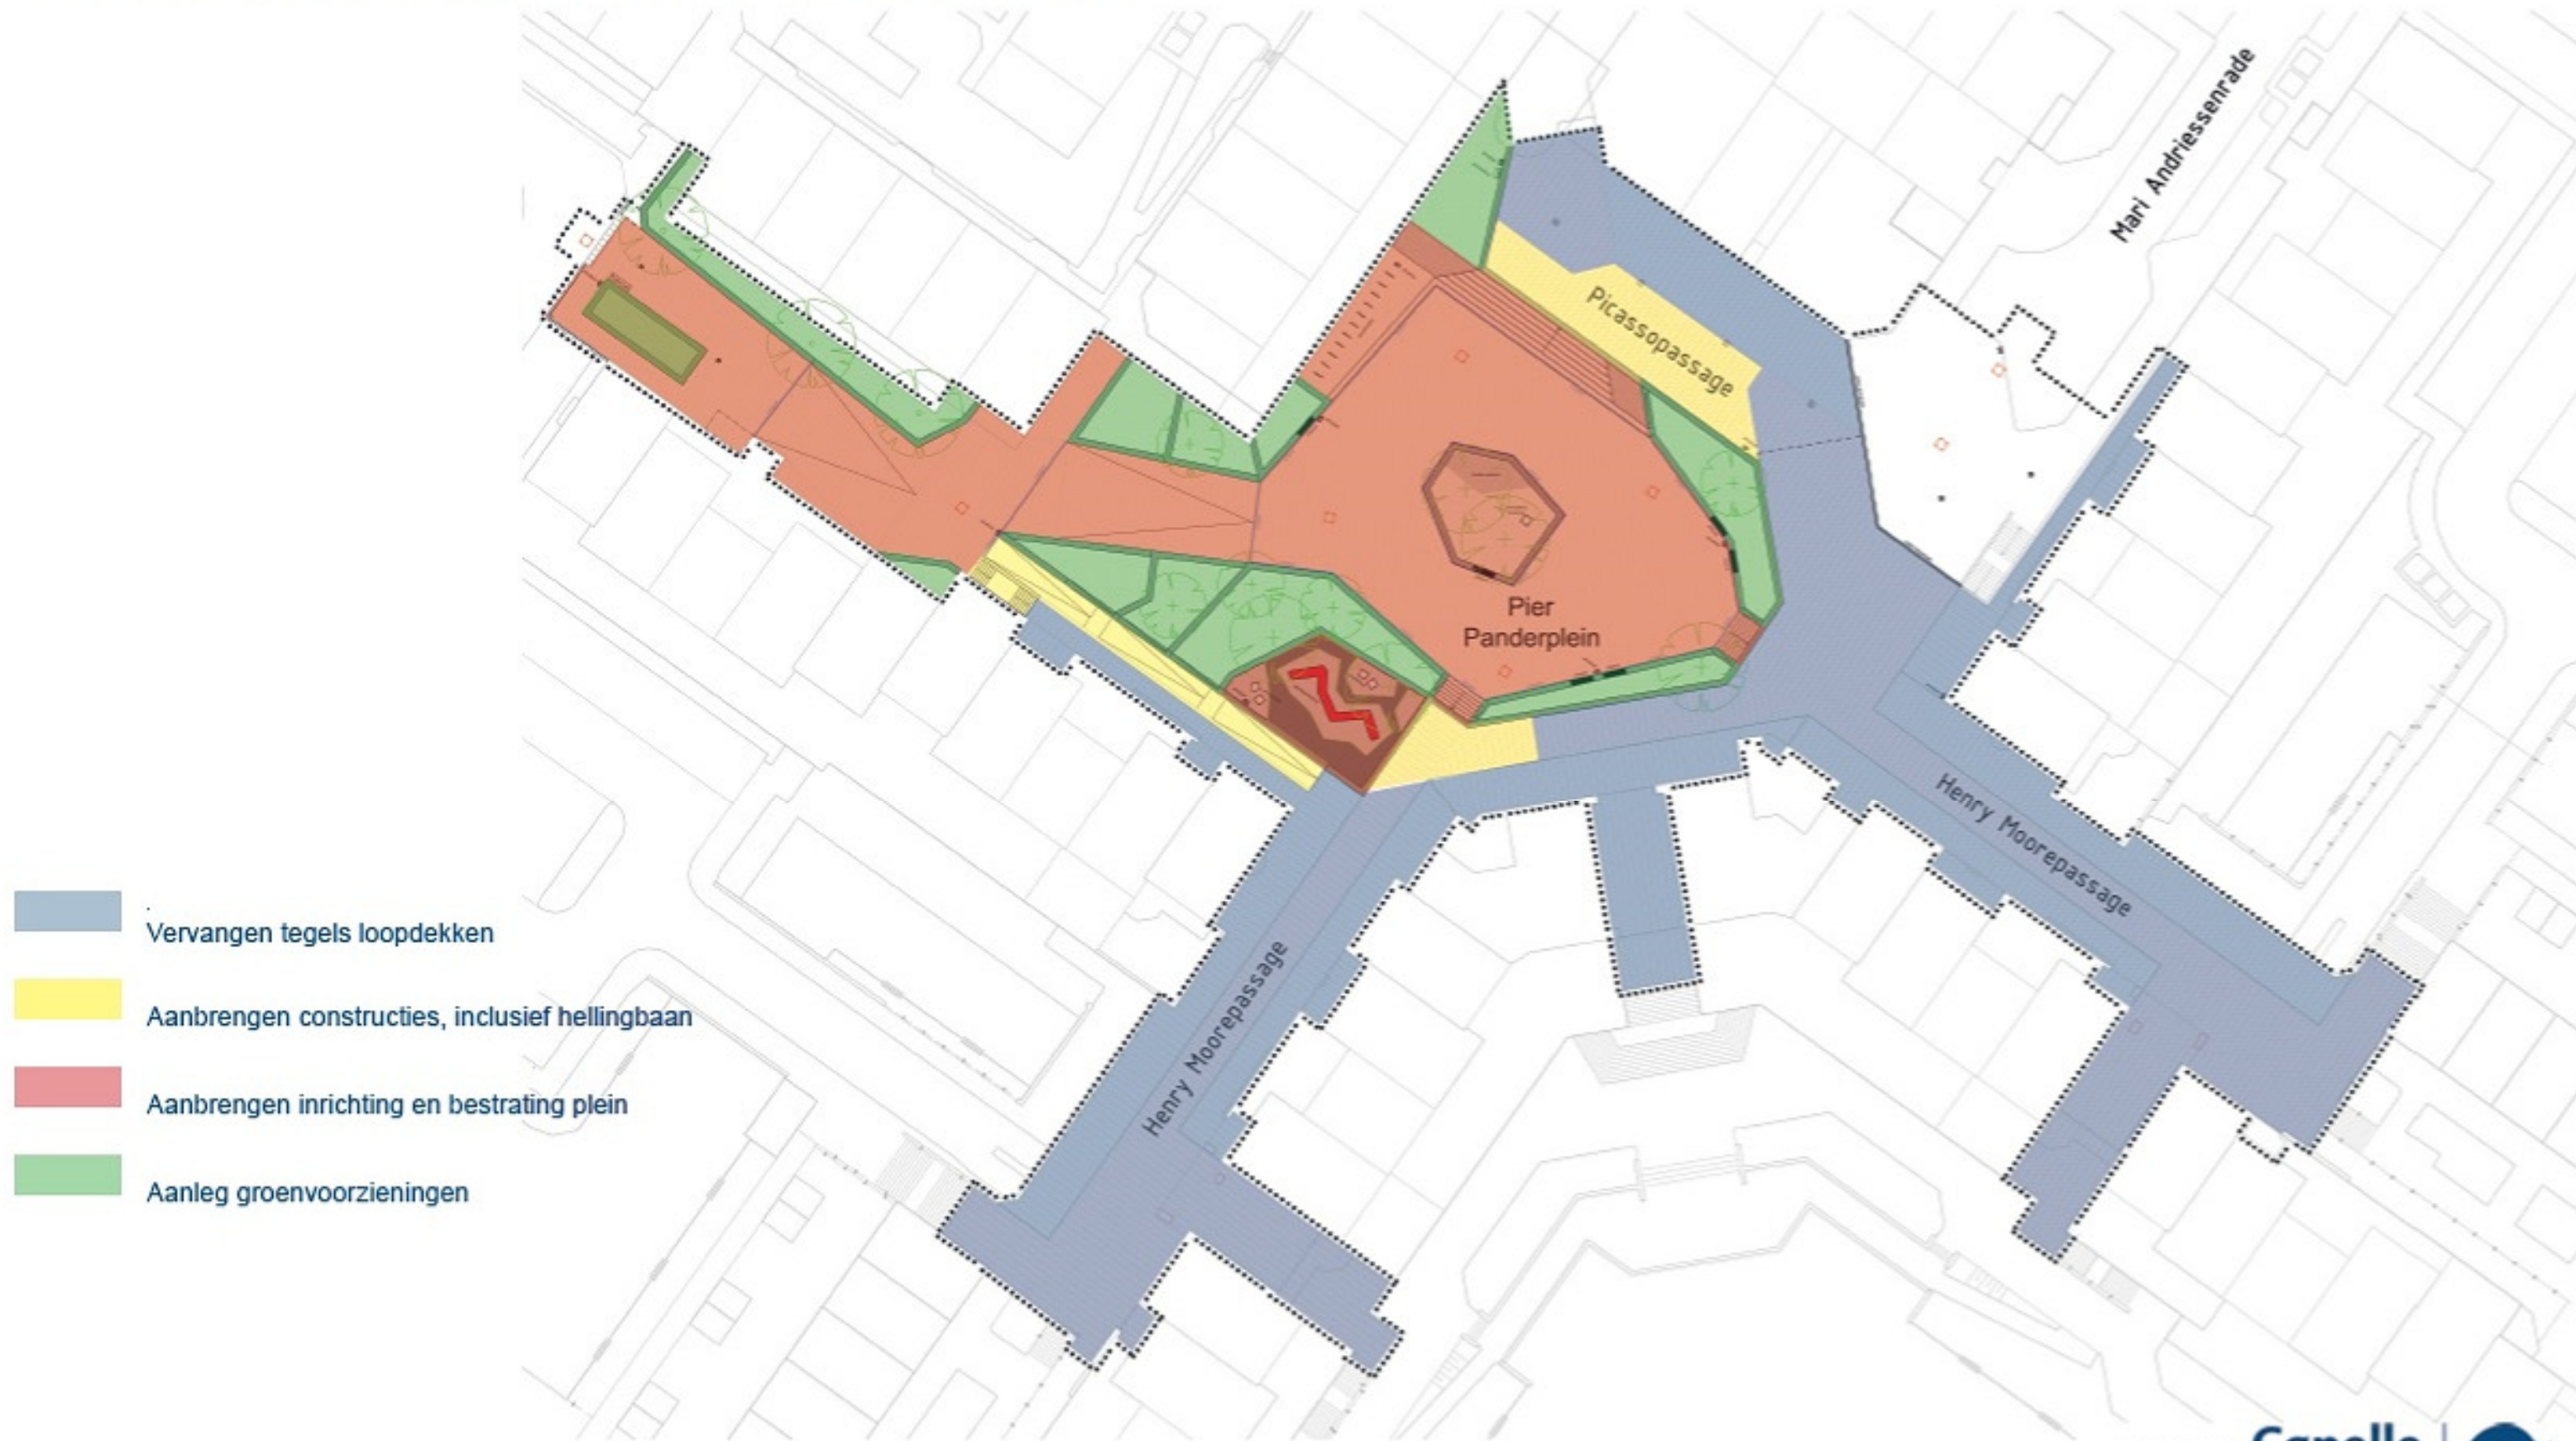 Mari Andriessenrade
Picassopassage
Pier
Panderplein
Henry Moorepassage
Henry Moorepassage
Vervangen tegels loopdekken
Aanbrengen constructies, inclusief hellingbaan
Aanbrengen inrichting en bestrating plein
Aanleg groenvoorzieningen